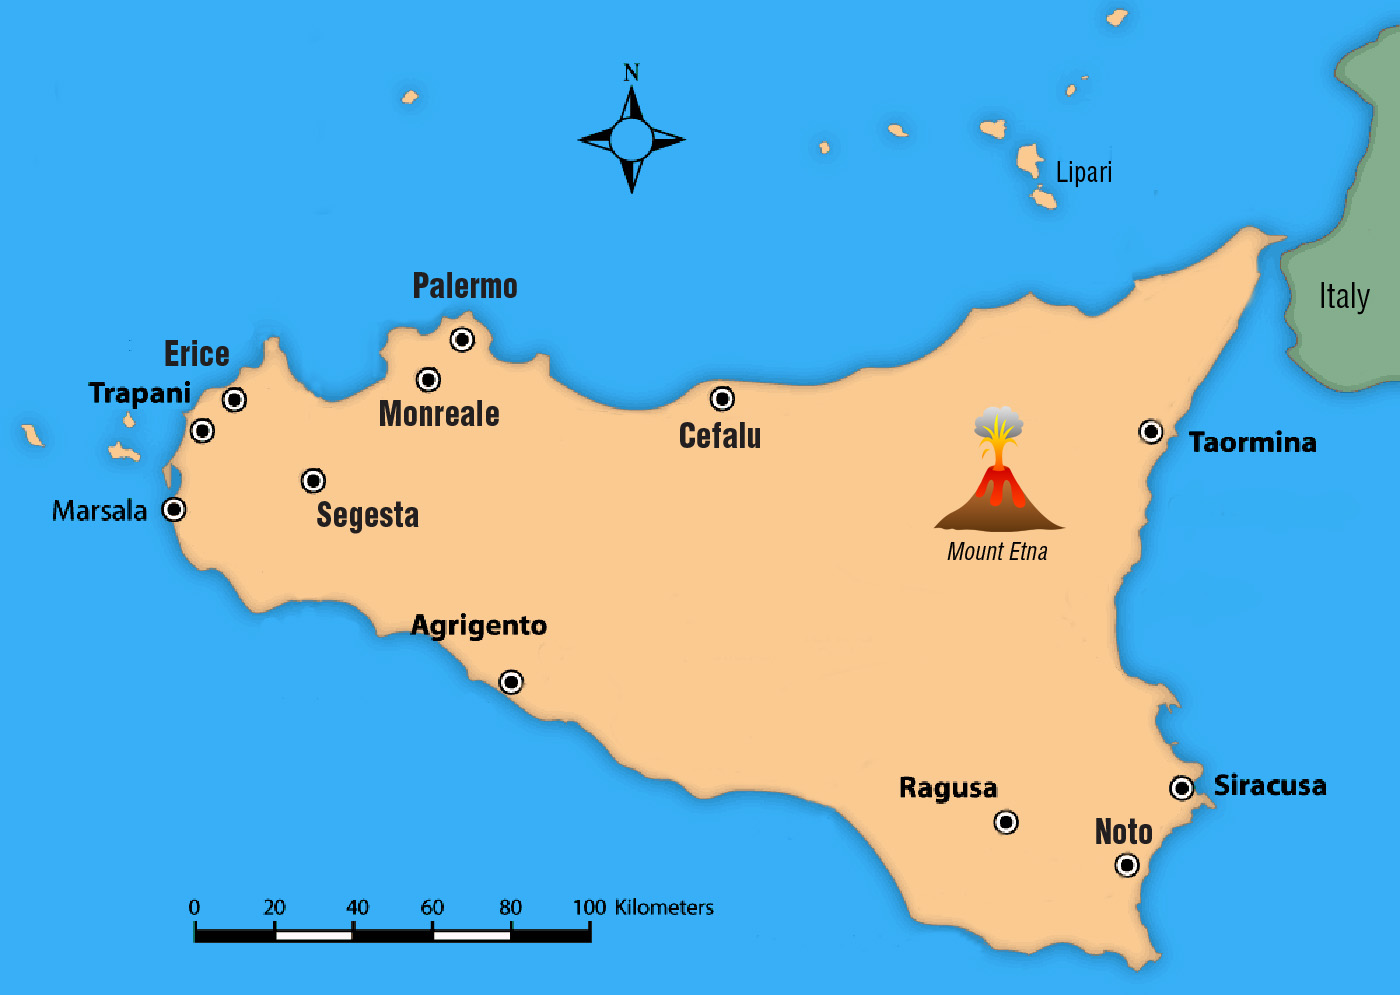 N
Lipari
Palermo
Italy
Erice
Trapani
Monreale
Cefalu
Taormina
Marsala
Segesta
Mount Etna
Agrigento
Ragusa
Siracusa
Noto
0 20 40 60 80 100 Kilometers